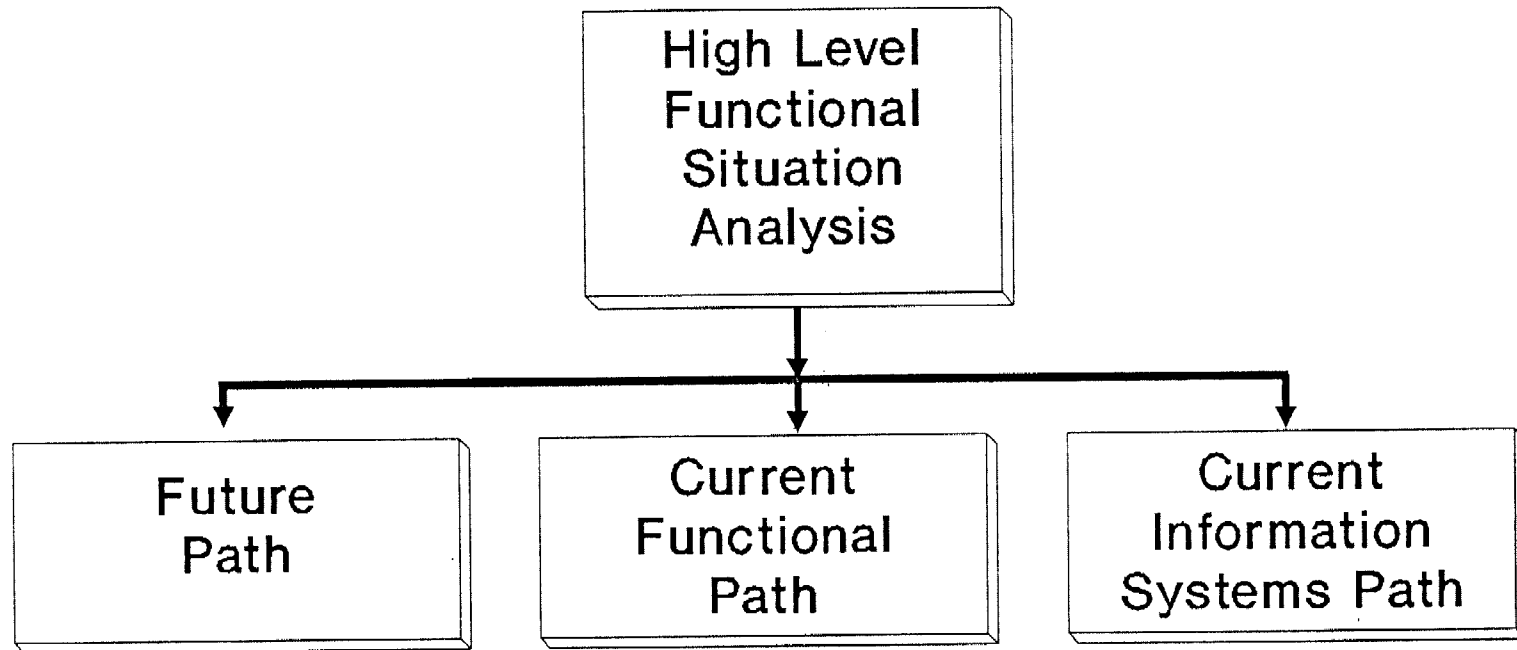 High Level
Functional
Situation
Analysis
Future
Path
Current
Functional
Path
Current
Information
Systems Path